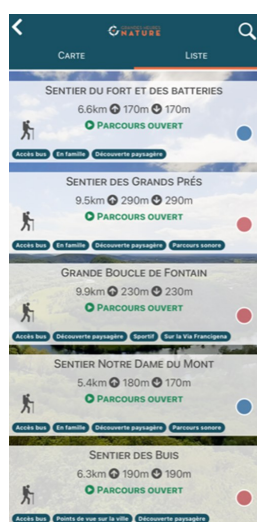 GRANDES HEURES
NATURE
CARTE LISTE
SENTIER DU FORT ET DES BATTERIES
6.6km 170m 170m
PARCOURS OUVERT
Accès bus En famille Découverte paysagère
SENTIER DES GRANDS PRÉS
9.5km 290m 290m
PARCOURS OUVERT
Accès bus En famille Découverte paysagère Parcours sonore
GRANDE BOUCLE DE FONTAIN
9.9km 230m 230m
PARCOURS OUVERT
Accès bus Découverte paysagère Sportif Sur la Via Francigena
SENTIER NOTRE DAME DU MONT
5.4km 180m 170m
PARCOURS OUVERT
Accès bus En famille Découverte paysagère Parcours sonore
SENTIER DES BUIS
6.3km 190m 190m
PARCOURS OUVERT
Accès bus Points de vue sur la ville Découverte paysagère